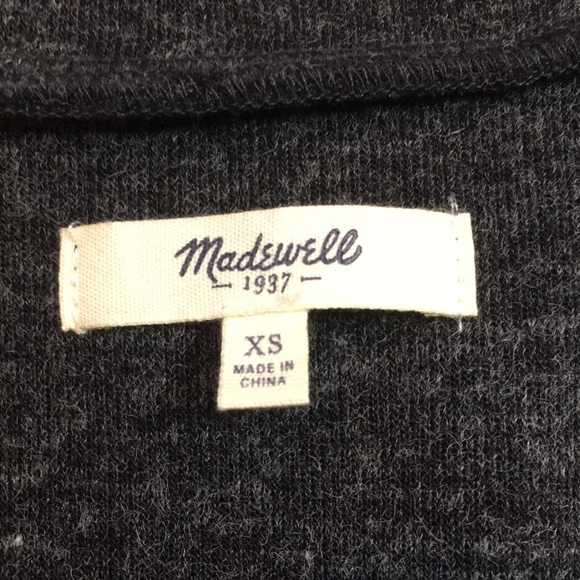 Madewell
— 1937 —
XS
MADE IN
CHINA